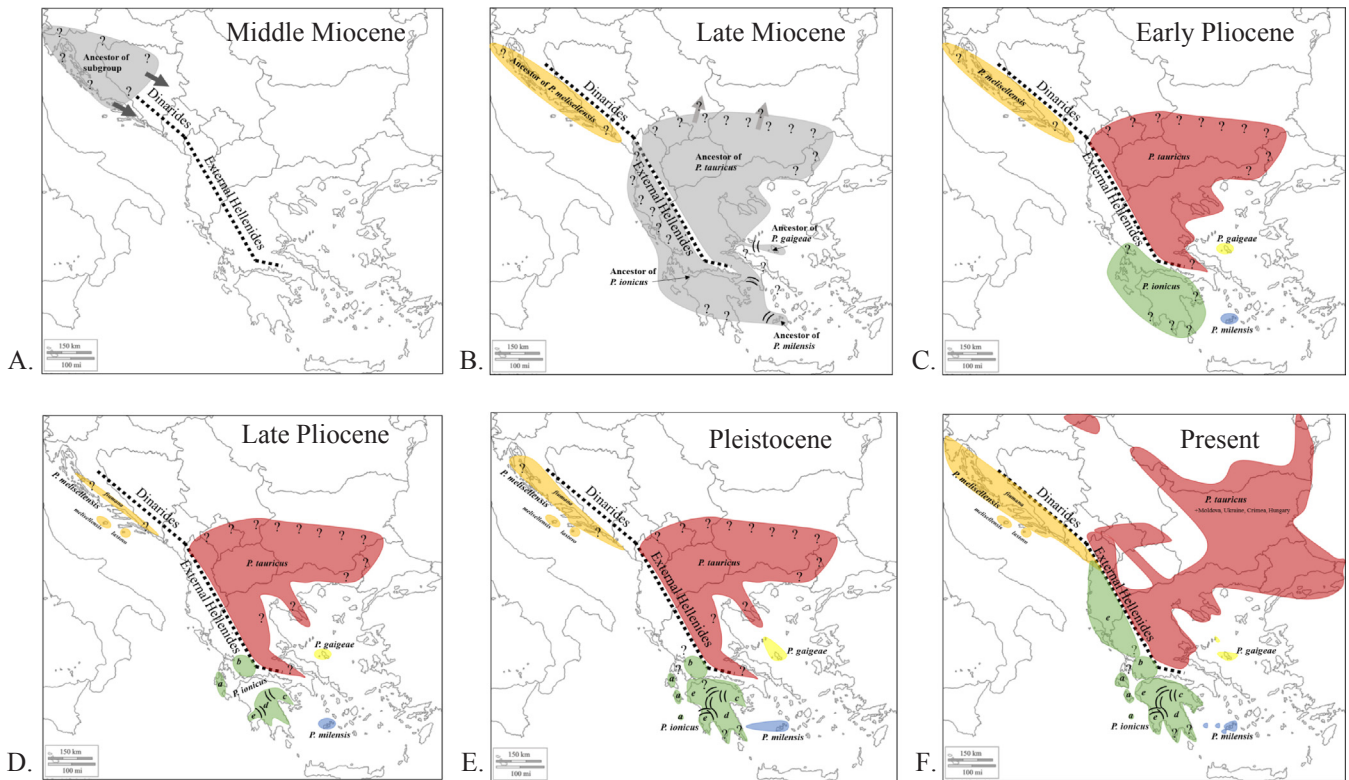 Middle Miocene
?
?
Ancestor of
subgroup
?
?
?
?
?
Dinarides
External Hellenides
150 km
100 mi
A.
Late Miocene
?
?
Ancestor of P. melisellensis
?
?
Dinarides
External Hellenides
? ?
? ? ? ? ? ? ?
Ancestor of
P. tauricus
?
?
?
Ancestor of
P. gaigeae
Ancestor of
P. ionicus
?
?
?
? ?
Ancestor of
P. milensis
150 km
100 mi
B.
Early Pliocene
?
?
P. melisellensis
?
?
Dinarides
External Hellenides
? ? ? ? ? ? ?
P. tauricus
?
?
?
P. gaigeae
?
P. ionicus
?
? ? ?
P. milensis
150 km
100 mi
C.
Late Pliocene
?
P. melisellensis
fiumana
?
melisellensis
lussana
Dinarides
External Hellenides
? ? ? ? ? ? ?
P. tauricus
?
?
?
?
?
P. gaigeae
b
a
P. ionicus
c
d
e
P. milensis
150 km
100 mi
D.
Pleistocene
?
P. melisellensis
fiumana
?
melisellensis
Dinarides
External Hellenides
? ? ? ? ? ? ?
P. tauricus
?
?
?
?
?
P. gaigeae
?
b
a
a
e
?
c
a
e
d
P. ionicus
? ?
P. milensis
150 km
100 mi
E.
Present
P. melisellensis
fiumana
melisellensis
Dinarides
External Hellenides
P. tauricus
+Moldova, Ukraine, Crimea, Hungary
e
?
b
?
P. gaigeae
a
a
e
c
a
e
d
P. ionicus
? ?
P. milensis
150 km
100 mi
F.